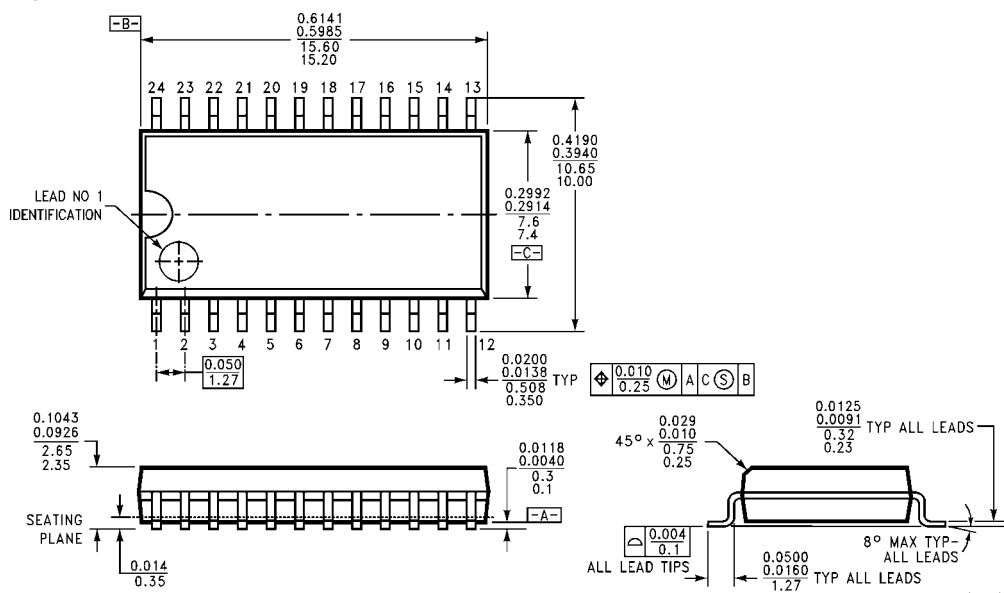 -B-
0.6141
0.5985
15.60
15.20
24 23 22 21 20 19 18 17 16 15 14 13
0.4190
0.3940
10.65
10.00
LEAD NO 1
IDENTIFICATION
0.2992
0.2914
7.6
7.4
-C-
1 2 3 4 5 6 7 8 9 10 11 12
0.050
1.27
0.0200
0.0138
0.508
0.350
TYP
⌖ 0.010
0.25 Ⓜ A C Ⓢ B
0.1043
0.0926
2.65
2.35
0.0118
0.0040
0.3
0.1
-A-
SEATING
PLANE
0.014
0.35
45° x
0.029
0.010
0.75
0.25
0.0125
0.0091
0.32
0.23
TYP ALL LEADS
0.004
0.1
ALL LEAD TIPS
8° MAX TYP-
ALL LEADS
0.0500
0.0160
1.27
TYP ALL LEADS